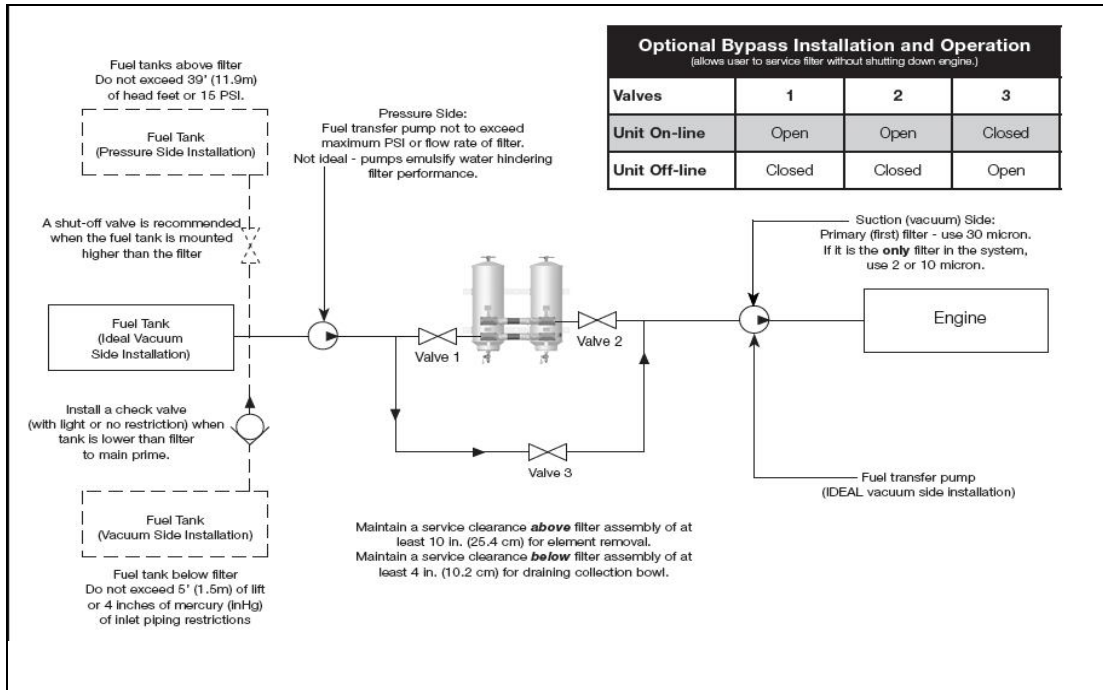 Fuel tanks above filter
Do not exceed 39' (11.9m)
of head feet or 15 PSI.
Fuel Tank
(Pressure Side Installation)
A shut-off valve is recommended
when the fuel tank is mounted
higher than the filter
Fuel Tank
(Ideal Vacuum
Side Installation)
Install a check valve
(with light or no restriction) when
tank is lower than filter
to main prime.
Fuel Tank
(Vacuum Side Installation)
Fuel tank below filter
Do not exceed 5' (1.5m) of lift
or 4 inches of mercury (inHg)
of inlet piping restrictions
Pressure Side:
Fuel transfer pump not to exceed
maximum PSI or flow rate of filter.
Not ideal - pumps emulsify water hindering
filter performance.
Valve 1
Valve 2
Valve 3
Maintain a service clearance above filter assembly of at
least 10 in. (25.4 cm) for element removal.
Maintain a service clearance below filter assembly of at
least 4 in. (10.2 cm) for draining collection bowl.
Optional Bypass Installation and Operation
(allows user to service filter without shutting down engine.)
Valves 1 2 3
Unit On-line Open Open Closed
Unit Off-line Closed Closed Open
Suction (vacuum) Side:
Primary (first) filter - use 30 micron.
If it is the only filter in the system,
use 2 or 10 micron.
Engine
Fuel transfer pump
(IDEAL vacuum side installation)